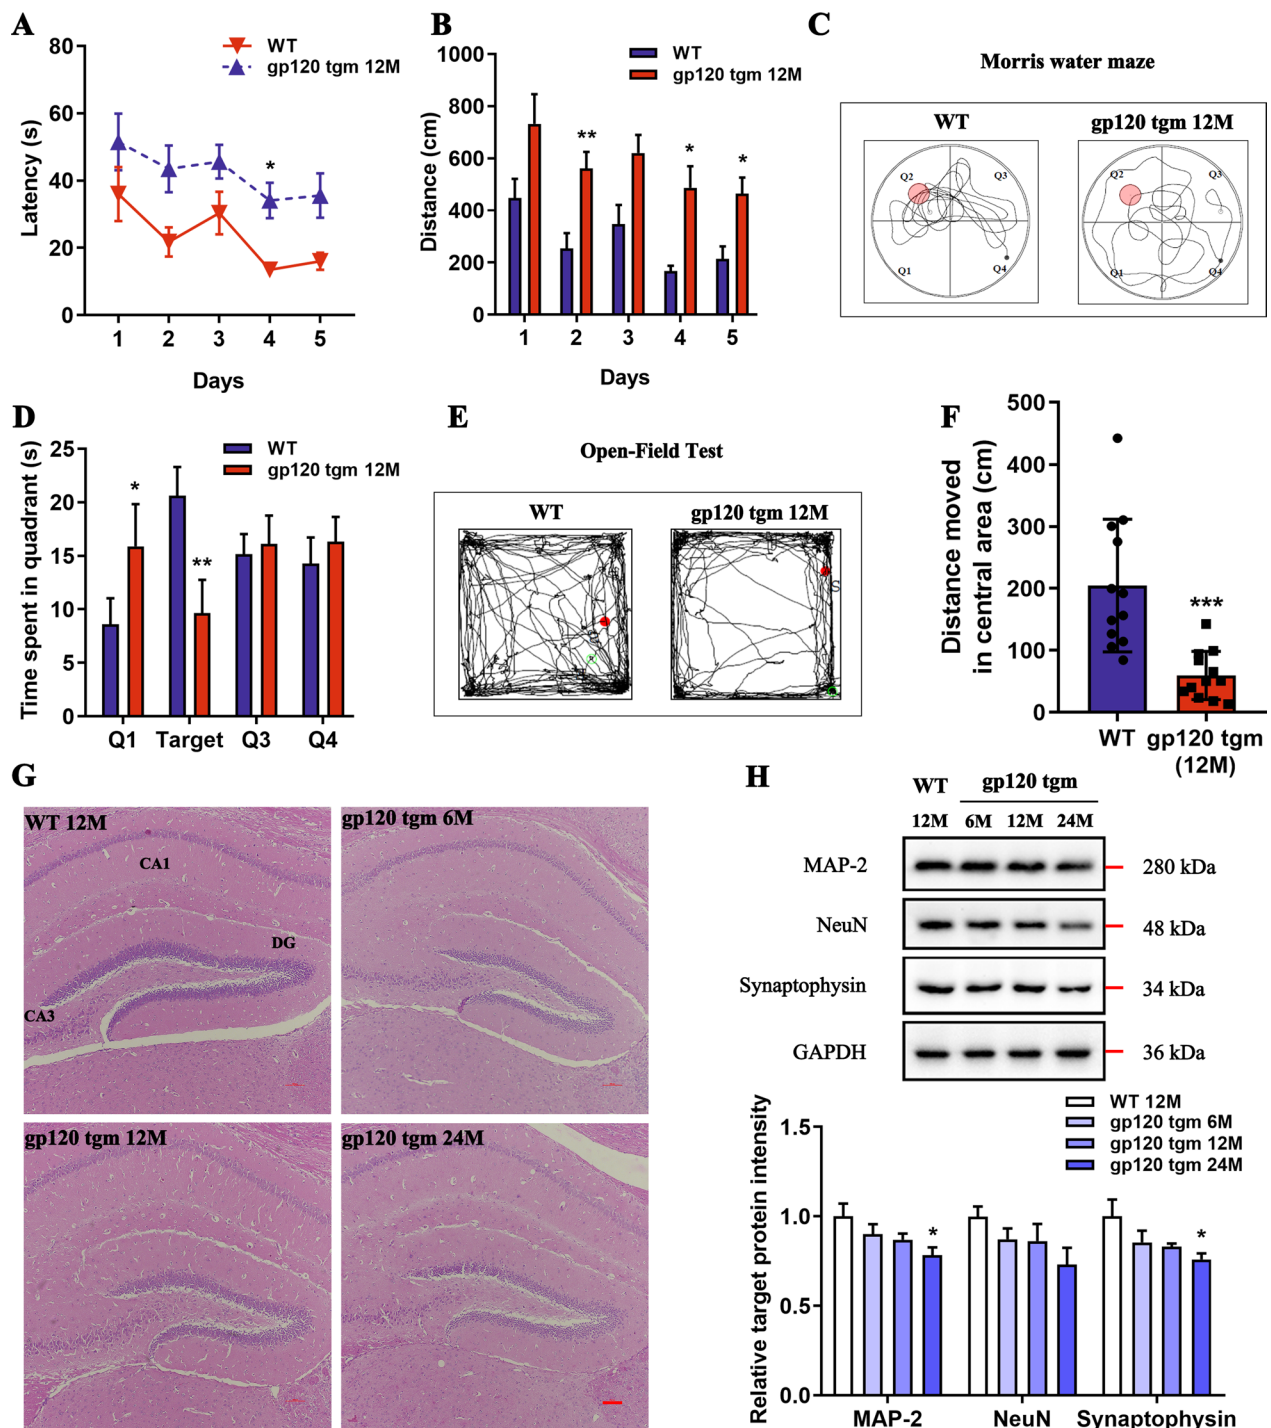 A
80
60
40
20
0
Latency (s)
WT
gp120 tgm 12M
*
1 2 3 4 5
Days
B
1000
800
600
400
200
0
Distance (cm)
WT
gp120 tgm 12M
**
*
*
1 2 3 4 5
Days
C
Morris water maze
WT
gp120 tgm 12M
Q2
Q3
Q1
Q4
Q2
Q3
Q1
Q4
D
25
20
15
10
5
0
Time spent in quadrant (s)
WT
gp120 tgm 12M
*
**
Q1 Target Q3 Q4
E
Open-Field Test
WT
gp120 tgm 12M
S
F
500
400
300
200
100
0
Distance moved
in central area (cm)
***
WT gp120 tgm
(12M)
G
WT 12M
CA1
DG
CA3
gp120 tgm 6M
gp120 tgm 12M
gp120 tgm 24M
H
WT gp120 tgm
12M 6M 12M 24M
MAP-2 280 kDa
NeuN 48 kDa
Synaptophysin 34 kDa
GAPDH 36 kDa
WT 12M
gp120 tgm 6M
gp120 tgm 12M
gp120 tgm 24M
1.5
1.0
0.5
0.0
Relative target protein intensity
*
*
MAP-2 NeuN Synaptophysin